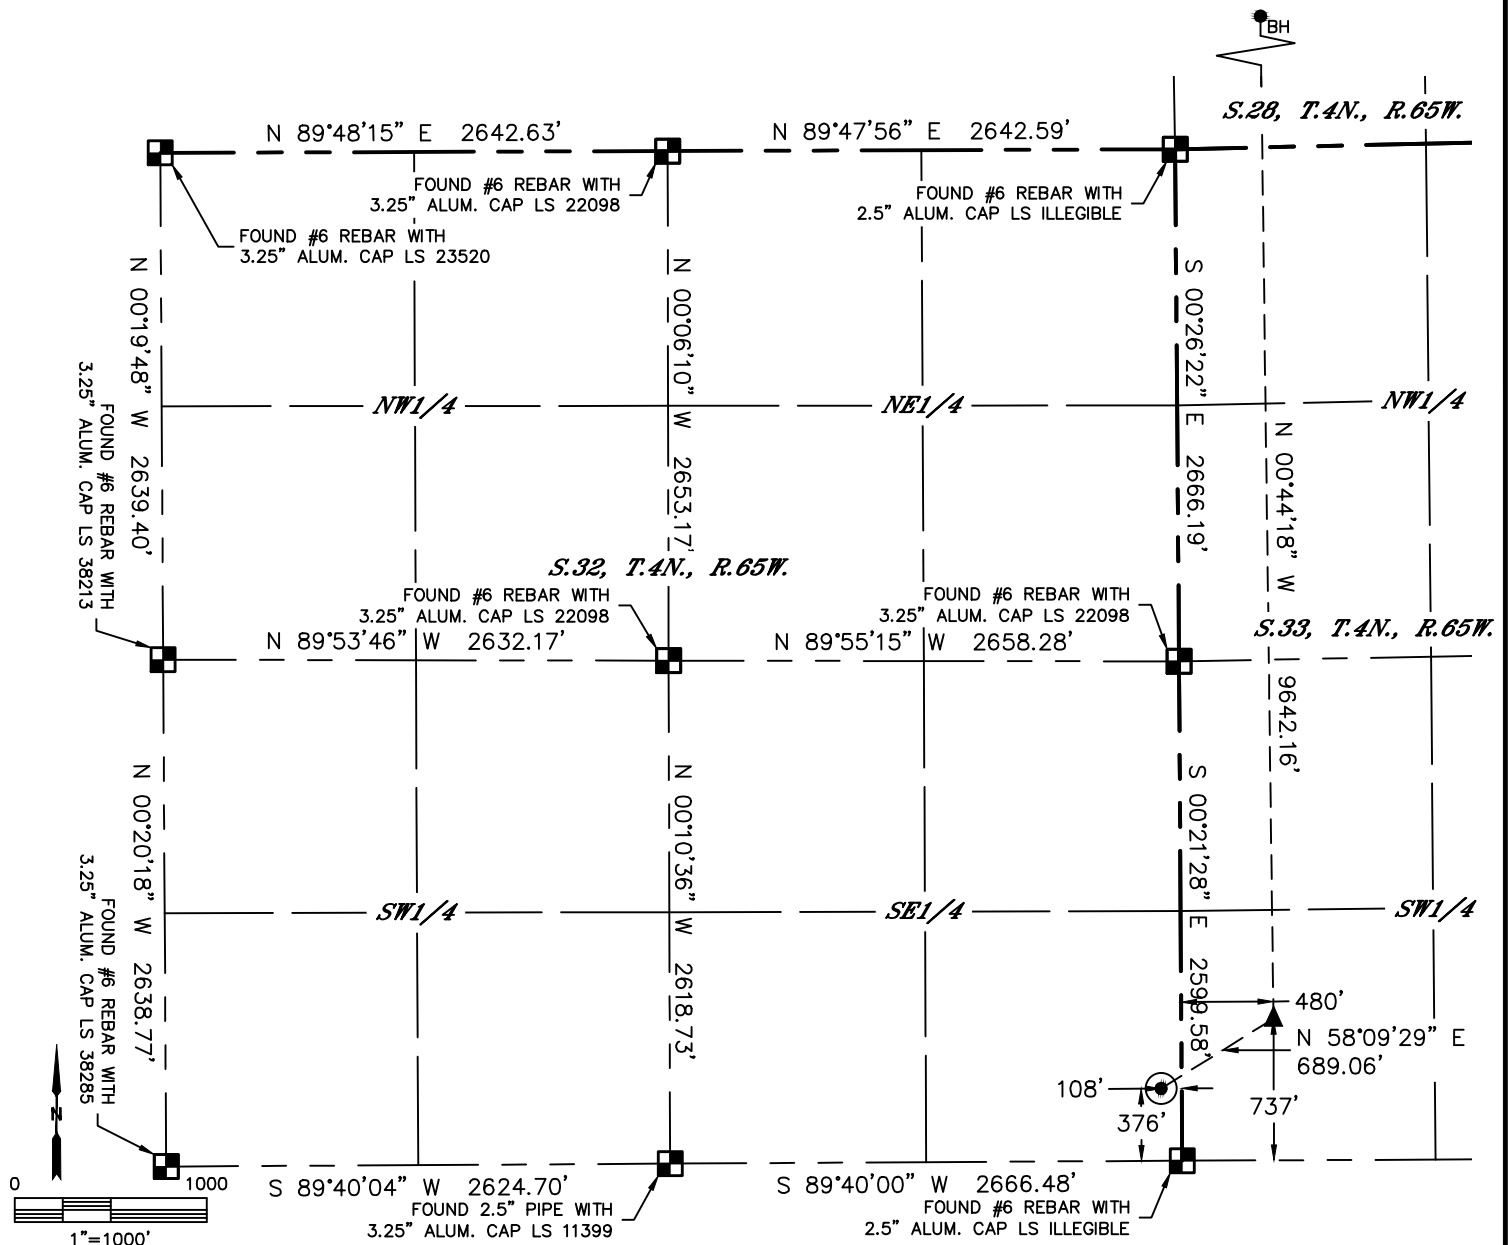 BH
S.28, T.4N., R.65W.
N 89°48'15" E 2642.63'
N 89°47'56" E 2642.59'
FOUND #6 REBAR WITH
3.25" ALUM. CAP LS 22098
FOUND #6 REBAR WITH
2.5" ALUM. CAP LS ILLEGIBLE
FOUND #6 REBAR WITH
3.25" ALUM. CAP LS 23520
N 00°19'48" W 2639.40'
N 00°06'10" W 2653.17'
S 00°26'22" E 2666.19'
N 00°44'18" W 9642.16'
NW1/4
NE1/4
NW1/4
FOUND #6 REBAR WITH
3.25" ALUM. CAP LS 38213
S.32, T.4N., R.65W.
FOUND #6 REBAR WITH
3.25" ALUM. CAP LS 22098
FOUND #6 REBAR WITH
3.25" ALUM. CAP LS 22098
S.33, T.4N., R.65W.
N 89°53'46" W 2632.17'
N 89°55'15" W 2658.28'
N 00°20'18" W 2638.77'
N 00°10'36" W 2618.73'
S 00°21'28" E 2599.58'
SW1/4
SE1/4
SW1/4
FOUND #6 REBAR WITH
3.25" ALUM. CAP LS 38285
480'
N 58°09'29" E
689.06'
108'
376'
737'
N
0 1000
1"=1000'
S 89°40'04" W 2624.70'
S 89°40'00" W 2666.48'
FOUND 2.5" PIPE WITH
3.25" ALUM. CAP LS 11399
FOUND #6 REBAR WITH
2.5" ALUM. CAP LS ILLEGIBLE